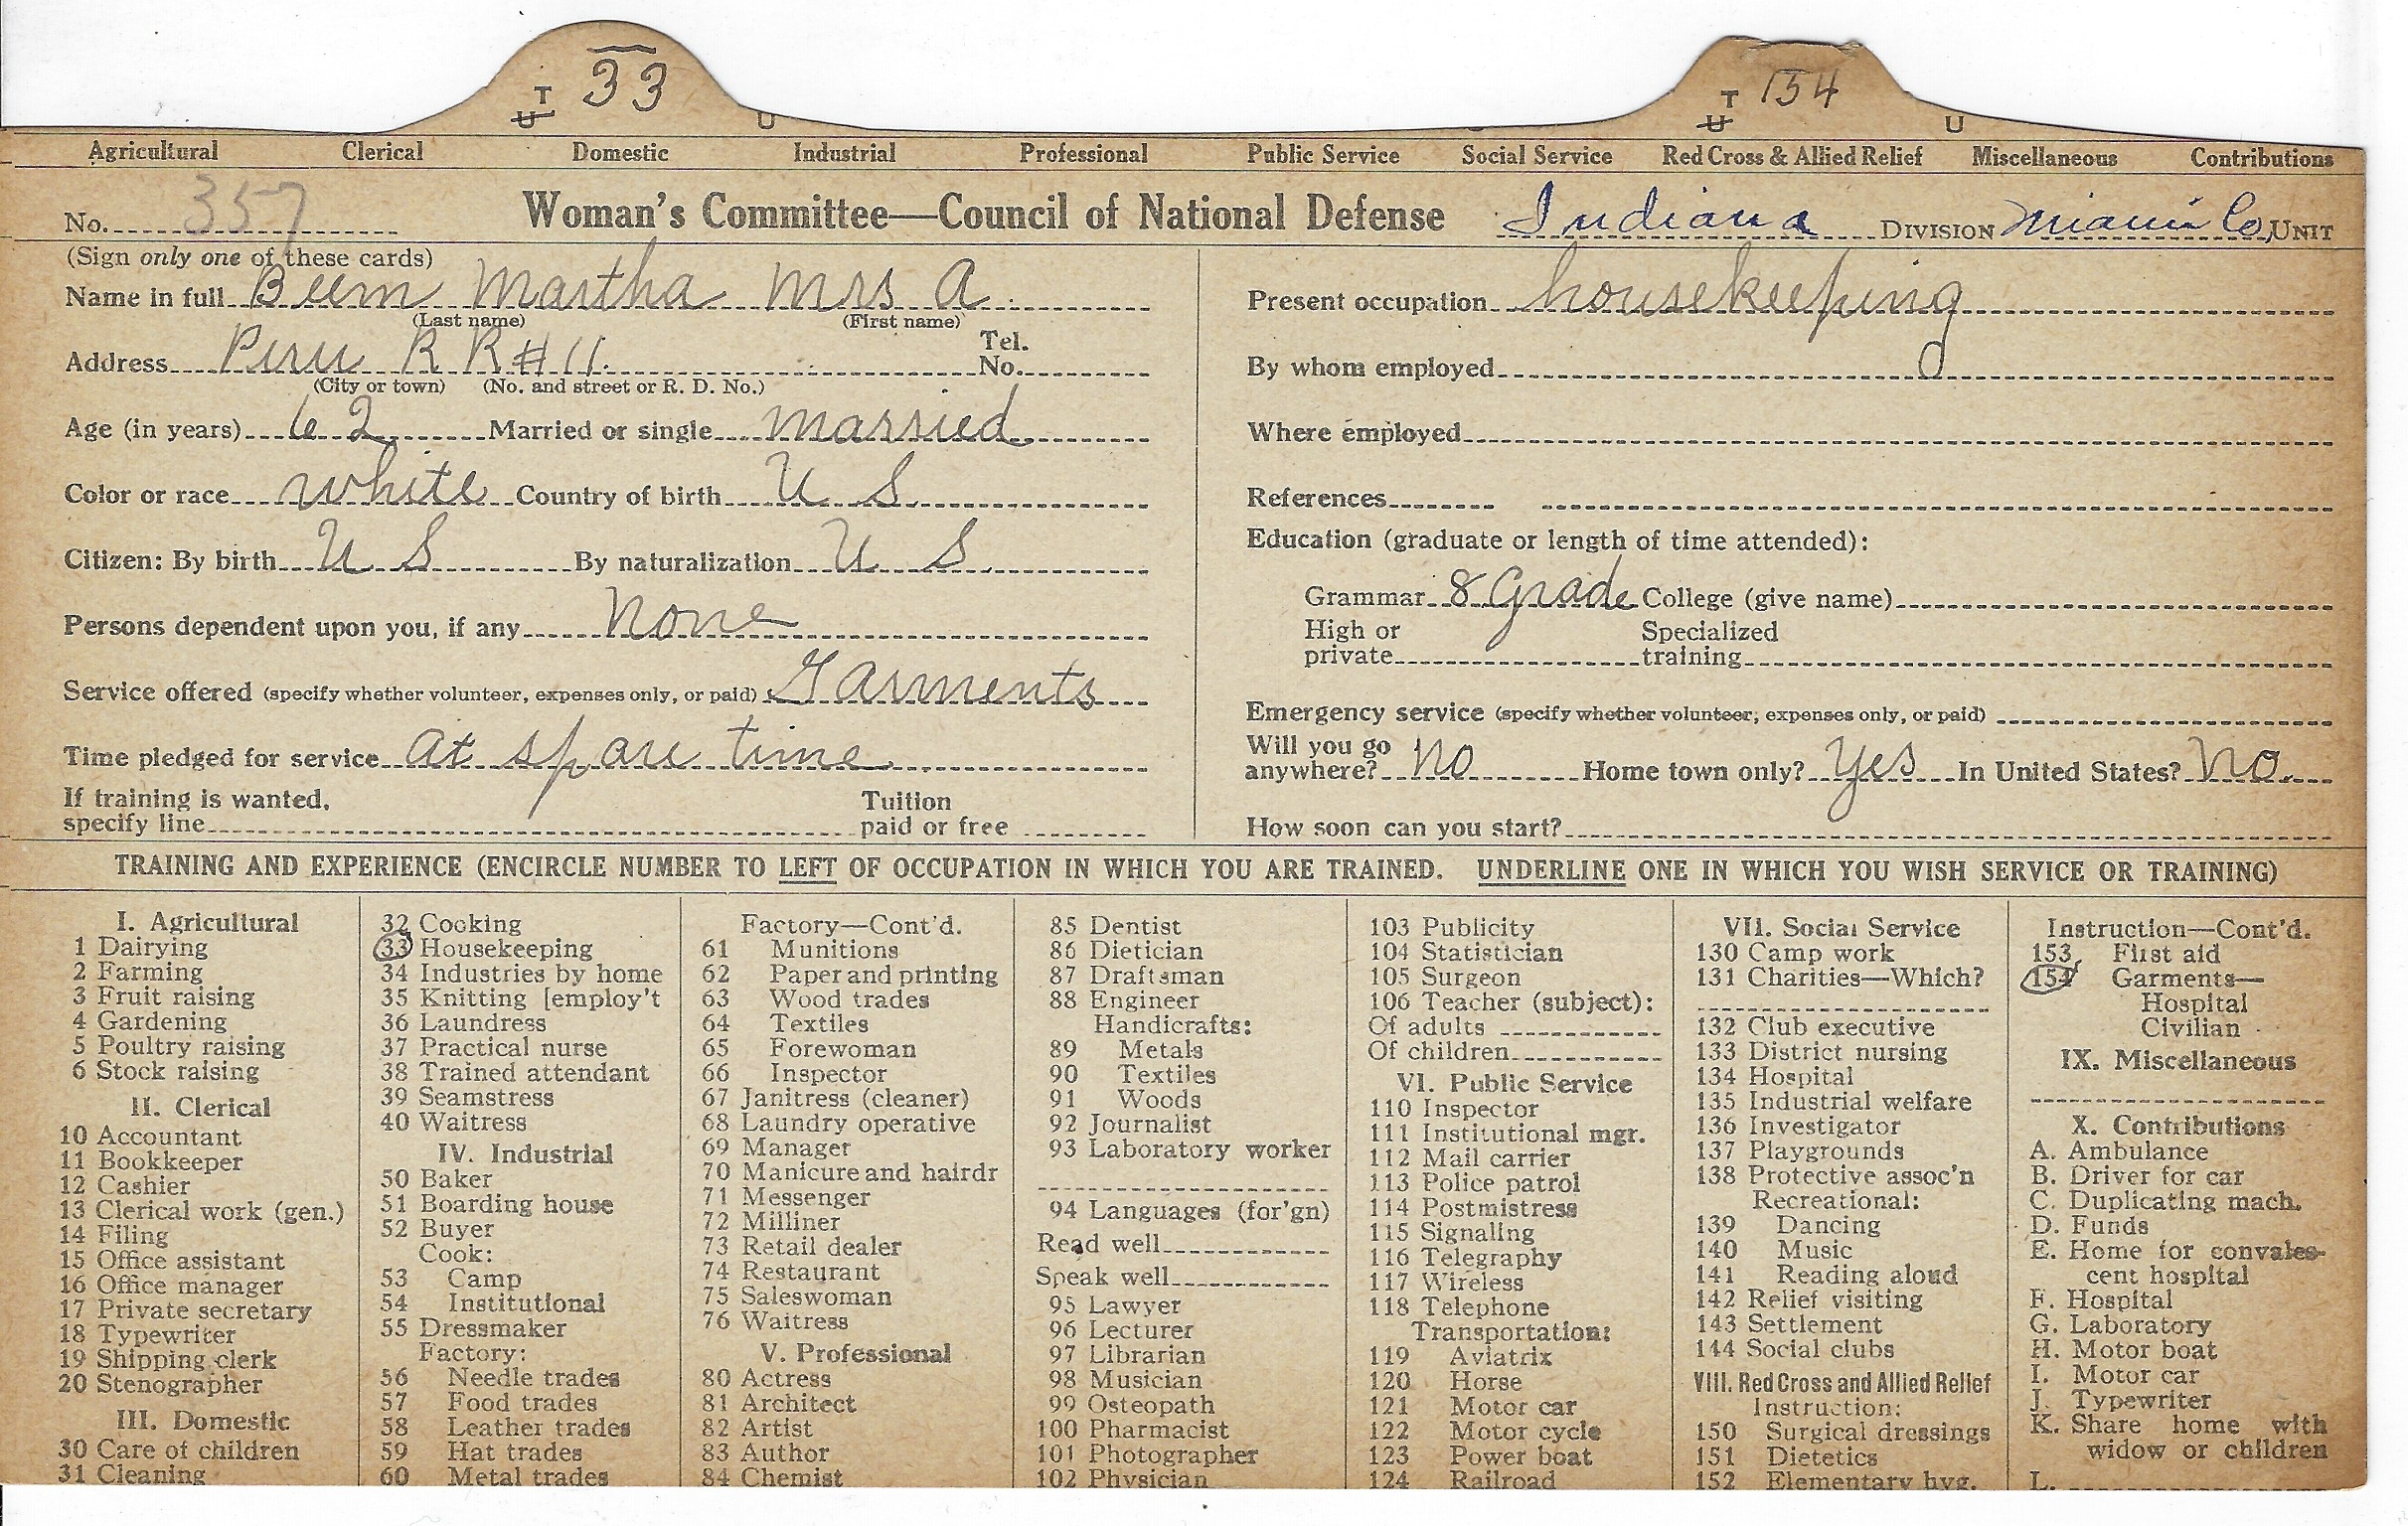 T 33
U U
T 154
U U
Agricultural Clerical Domestic Industrial Professional Public Service Social Service Red Cross & Allied Relief Miscellaneous Contributions
No. 357 Woman's Committee—Council of National Defense Indiana DIVISION Miami Co, UNIT
(Sign only one of these cards)
Name in full Beem Martha Mrs A.
(Last name) (First name)
Address Peru R R # 11. Tel. No.
(City or town) (No. and street or R. D. No.)
Age (in years) 62 Married or single married
Color or race white Country of birth U S.
Citizen: By birth U S By naturalization U S.
Persons dependent upon you, if any None
Service offered (specify whether volunteer, expenses only, or paid) Garments
Time pledged for service at spare time
If training is wanted, Tuition
specify line paid or free
Present occupation housekeeping
By whom employed
Where employed
References
Education (graduate or length of time attended):
Grammar 8 Grade College (give name)
High or Specialized
private training
Emergency service (specify whether volunteer, expenses only, or paid)
Will you go
anywhere? No Home town only? Yes In United States? No.
How soon can you start?
TRAINING AND EXPERIENCE (ENCIRCLE NUMBER TO LEFT OF OCCUPATION IN WHICH YOU ARE TRAINED. UNDERLINE ONE IN WHICH YOU WISH SERVICE OR TRAINING)
I. Agricultural
1 Dairying
2 Farming
3 Fruit raising
4 Gardening
5 Poultry raising
6 Stock raising
II. Clerical
10 Accountant
11 Bookkeeper
12 Cashier
13 Clerical work (gen.)
14 Filing
15 Office assistant
16 Office manager
17 Private secretary
18 Typewriter
19 Shipping clerk
20 Stenographer
III. Domestic
30 Care of children
31 Cleaning
32 Cooking
33 Housekeeping
34 Industries by home
35 Knitting [employ't
36 Laundress
37 Practical nurse
38 Trained attendant
39 Seamstress
40 Waitress
IV. Industrial
50 Baker
51 Boarding house
52 Buyer
Cook:
53 Camp
54 Institutional
55 Dressmaker
Factory:
56 Needle trades
57 Food trades
58 Leather trades
59 Hat trades
60 Metal trades
Factory—Cont'd.
61 Munitions
62 Paper and printing
63 Wood trades
64 Textiles
65 Forewoman
66 Inspector
67 Janitress (cleaner)
68 Laundry operative
69 Manager
70 Manicure and hairdr
71 Messenger
72 Milliner
73 Retail dealer
74 Restaurant
75 Saleswoman
76 Waitress
V. Professional
80 Actress
81 Architect
82 Artist
83 Author
84 Chemist
85 Dentist
86 Dietician
87 Draftsman
88 Engineer
Handicrafts:
89 Metals
90 Textiles
91 Woods
92 Journalist
93 Laboratory worker
94 Languages (for'gn)
Read well
Speak well
95 Lawyer
96 Lecturer
97 Librarian
98 Musician
99 Osteopath
100 Pharmacist
101 Photographer
102 Physician
103 Publicity
104 Statistician
105 Surgeon
106 Teacher (subject):
Of adults
Of children
VI. Public Service
110 Inspector
111 Institutional mgr.
112 Mail carrier
113 Police patrol
114 Postmistress
115 Signaling
116 Telegraphy
117 Wireless
118 Telephone
Transportation:
119 Aviatrix
120 Horse
121 Motor car
122 Motor cycle
123 Power boat
124 Railroad
VII. Social Service
130 Camp work
131 Charities—Which?
132 Club executive
133 District nursing
134 Hospital
135 Industrial welfare
136 Investigator
137 Playgrounds
138 Protective assoc'n
Recreational:
139 Dancing
140 Music
141 Reading aloud
142 Relief visiting
143 Settlement
144 Social clubs
VIII. Red Cross and Allied Relief
Instruction:
150 Surgical dressings
151 Dietetics
152 Elementary hyg.
Instruction—Cont'd.
153 First aid
154 Garments—
Hospital
Civilian
IX. Miscellaneous
X. Contributions
A. Ambulance
B. Driver for car
C. Duplicating mach.
D. Funds
E. Home for convales-
cent hospital
F. Hospital
G. Laboratory
H. Motor boat
I. Motor car
J. Typewriter
K. Share home with
widow or children
L.